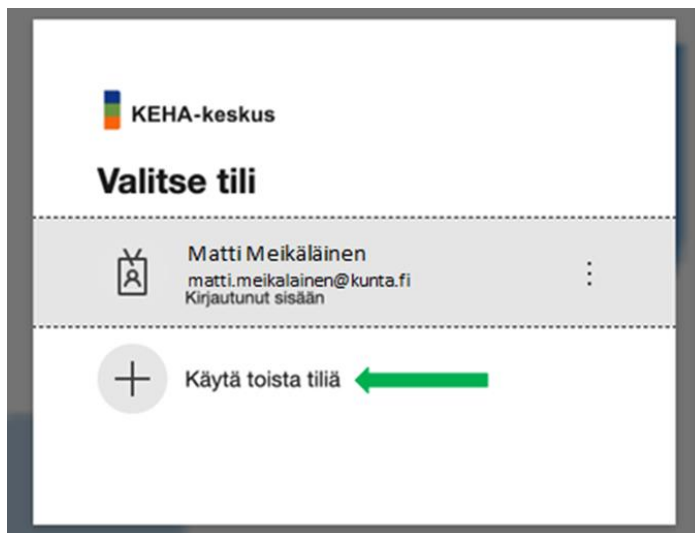 KEHA-keskus
Valitse tili
Matti Meikäläinen
matti.meikalainen@kunta.fi
Kirjautunut sisään
Käytä toista tiliä